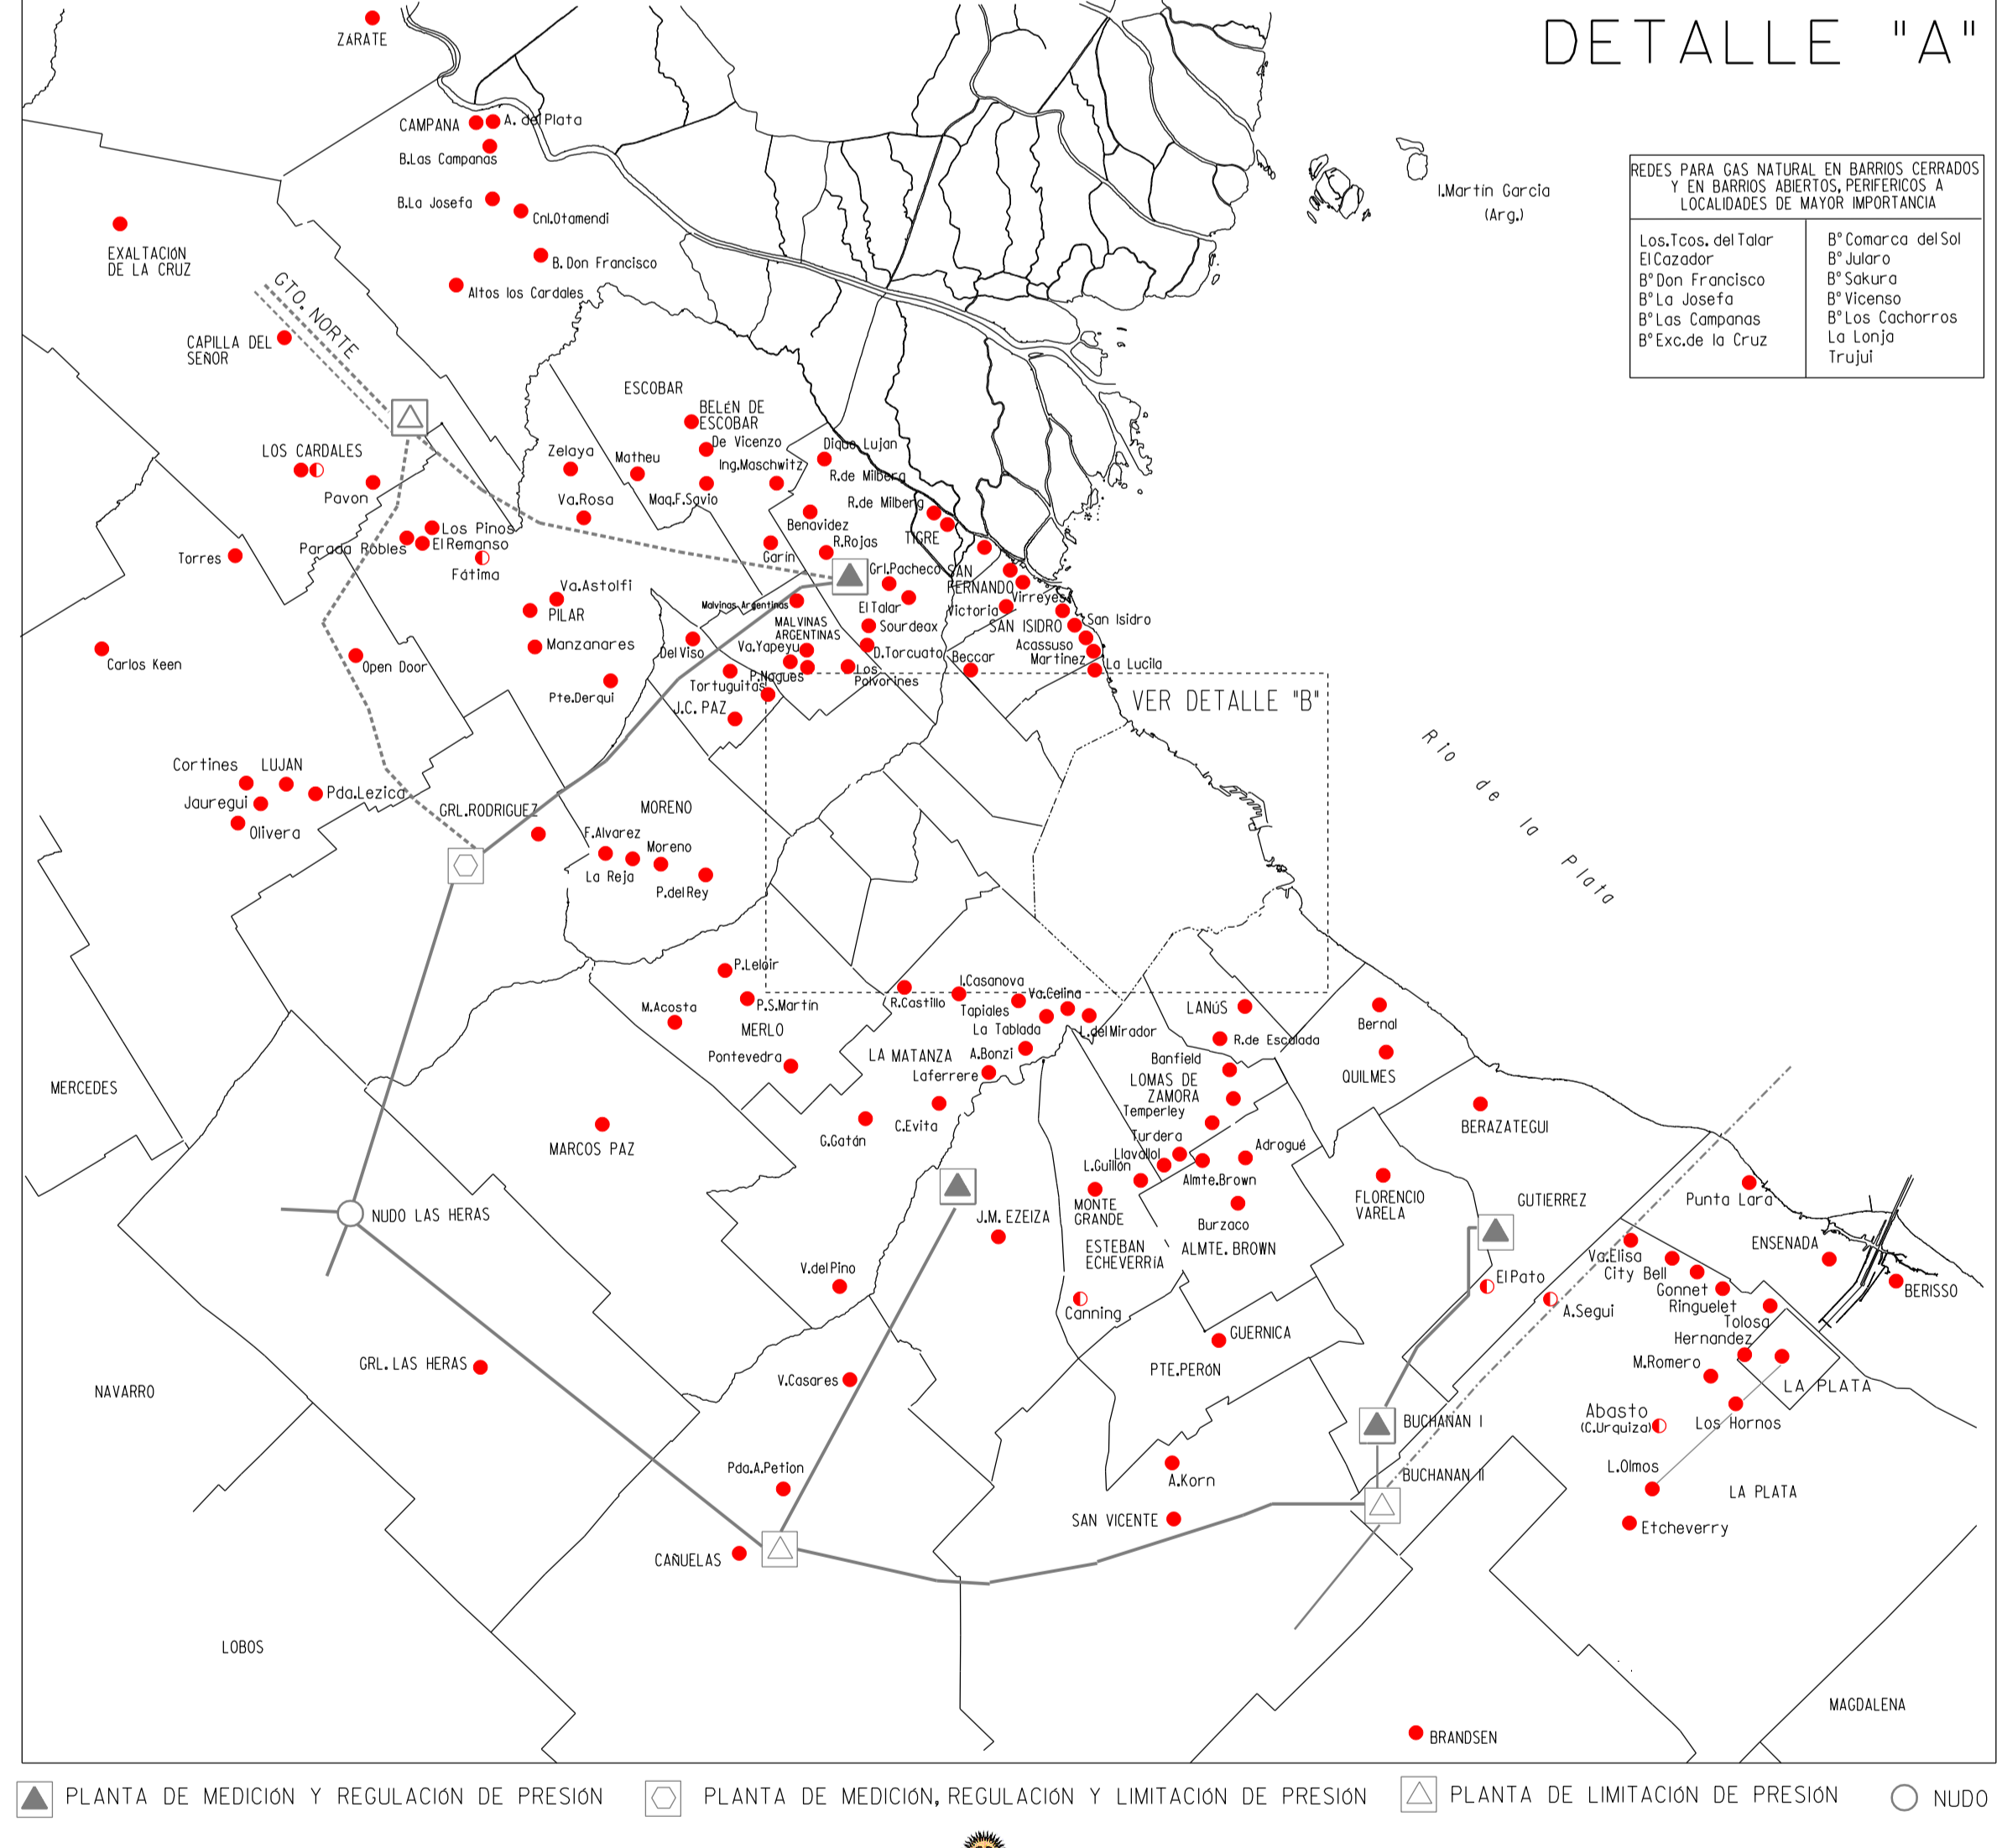 DETALLE "A"
ZÁRATE
CAMPANA
A. del Plata
B.Las Campanas
B.La Josefa
Cnl.Otamendi
B. Don Francisco
Altos los Cardales
EXALTACIÓN
DE LA CRUZ
GTO. NORTE
CAPILLA DEL
SEÑOR
I.Martín García
(Arg.)
REDES PARA GAS NATURAL EN BARRIOS CERRADOS
Y EN BARRIOS ABIERTOS, PERIFERICOS A
LOCALIDADES DE MAYOR IMPORTANCIA
Los.Tcos. del Talar
El Cazador
B° Don Francisco
B° La Josefa
B° Las Campanas
B° Exc.de la Cruz
B° Comarca del Sol
B° Jularo
B° Sakura
B° Vicenso
B° Los Cachorros
La Lonja
Trujui
ESCOBAR
BELÉN DE
ESCOBAR
De Vicenzo
Ing.Maschwitz
Maq.F.Savio
Dique Lujan
R.de Milberg
R.de Milberg
LOS CARDALES
Pavon
Zelaya
Matheu
Va.Rosa
Benavidez
R.Rojas
Garín
TIGRE
Torres
Parada Robles
Los Pinos
El Remanso
Fátima
Grl.Pacheco
SAN
FERNANDO
Virreyes
Victoria
El Talar
Va.Astolfi
PILAR
Manzanares
Malvinas Argentinas
MALVINAS
ARGENTINAS
Sourdeax
SAN ISIDRO
San Isidro
Acassuso
Martinez
La Lucila
Beccar
D.Torcuato
Del Viso
Va.Yapeyu
P.Nogues
Los
Polvorines
Tortuguitas
J.C. PAZ
Carlos Keen
Open Door
Pte.Derqui
VER DETALLE "B"
Rio de la Plata
Cortines
LUJAN
Jauregui
Pda.Lezica
Olivera
GRL.RODRIGUEZ
MORENO
F.Alvarez
Moreno
La Reja
P.del Rey
P.Leloir
P.S.Martín
M.Acosta
MERLO
Pontevedra
R.Castillo
I.Casanova
Tapiales
Va.Celina
La Tablada
L.del Mirador
LA MATANZA
A.Bonzi
Laferrere
G.Gatán
C.Evita
LANÚS
R.de Escalada
Banfield
LOMAS DE
ZAMORA
Temperley
Turdera
Llavallol
L.Guillón
Adrogué
Almte.Brown
Bernal
QUILMES
BERAZATEGUI
MERCEDES
MARCOS PAZ
NUDO LAS HERAS
J.M. EZEIZA
MONTE
GRANDE
Burzaco
ESTEBAN
ECHEVERRIA
ALMTE. BROWN
FLORENCIO
VARELA
GUTIERREZ
Punta Lara
V.del Pino
Canning
El Pato
A.Segui
Va.Elisa
City Bell
Gonnet
Ringuelet
Tolosa
Hernandez
ENSENADA
BERISSO
GUERNICA
PTE.PERÓN
M.Romero
LA PLATA
GRL. LAS HERAS
V.Casares
NAVARRO
Abasto
(C.Urquiza)
Los Hornos
BUCHANAN I
BUCHANAN II
Pda.A.Petion
A.Korn
L.Olmos
LA PLATA
SAN VICENTE
Etcheverry
CAÑUELAS
LOBOS
MAGDALENA
BRANDSEN
PLANTA DE MEDICIÓN Y REGULACIÓN DE PRESIÓN
PLANTA DE MEDICIÓN, REGULACIÓN Y LIMITACIÓN DE PRESIÓN
PLANTA DE LIMITACIÓN DE PRESIÓN
NUDO